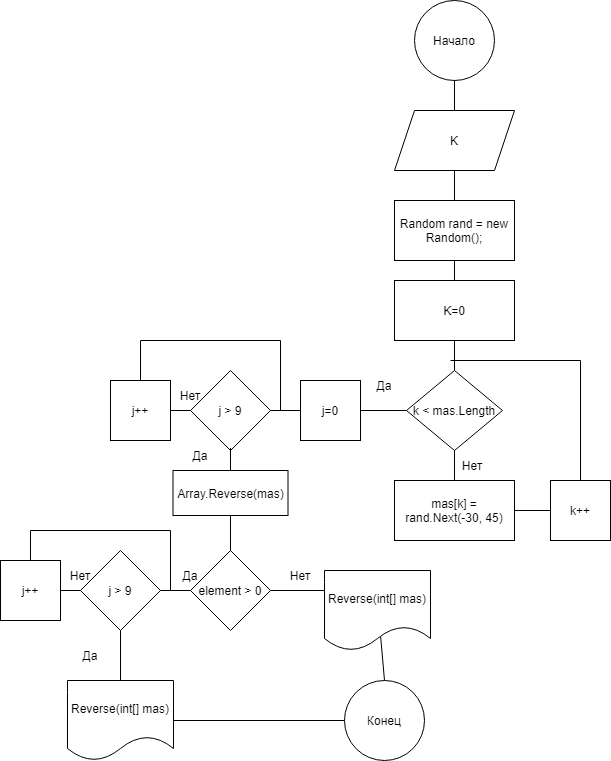 Начало
K
Random rand = new
Random();
K=0
k < mas.Length
Да
j=0
j > 9
Нет
j++
Нет
mas[k] =
rand.Next(-30, 45)
k++
Да
Array.Reverse(mas)
element > 0
Да
Нет
j > 9
Нет
j++
Reverse(int[] mas)
Да
Reverse(int[] mas)
Конец